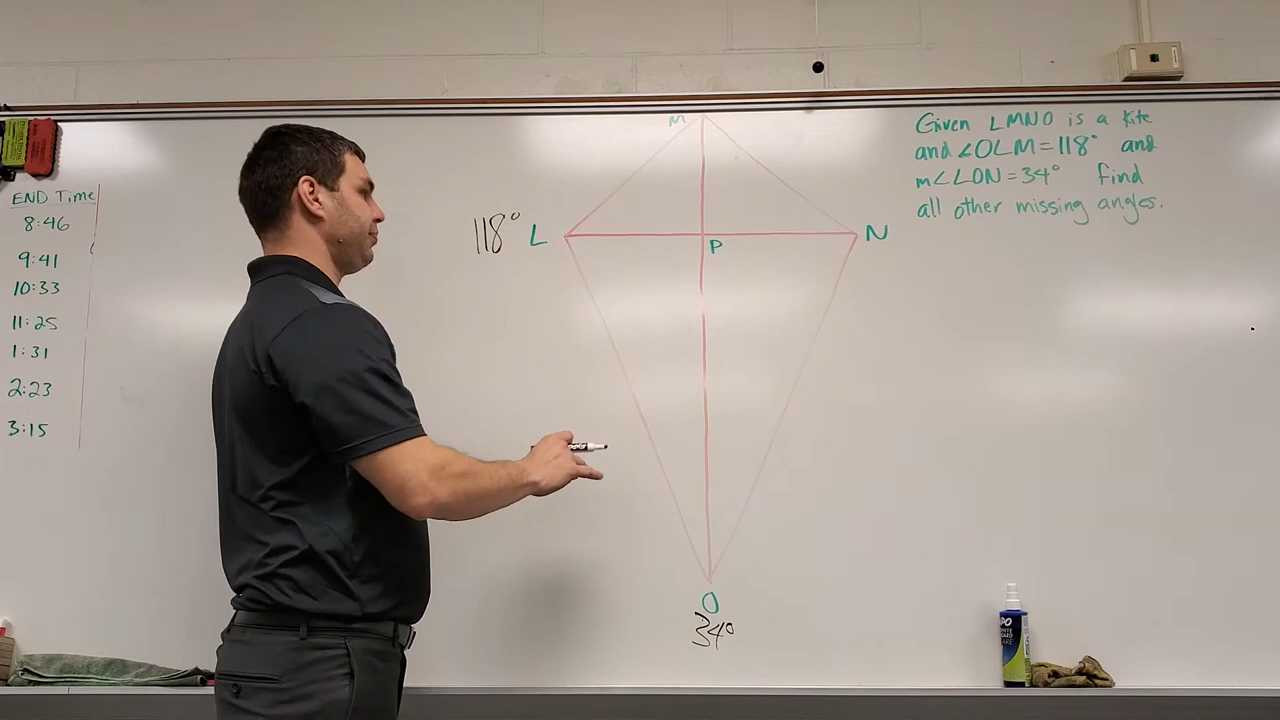 END Time
8:46
9:41
10:33
11:25
1:31
2:23
3:15
M
118° L
P
N
O
34°
Given LMNO is a kite
and ∠OLM=118° and
m∠LON=34° find
all other missing angles.